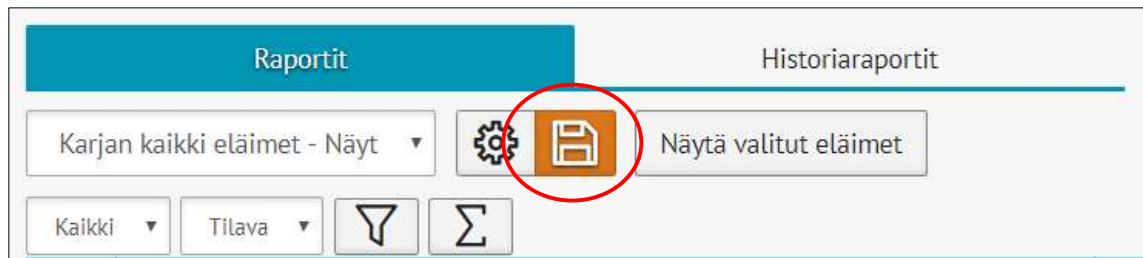 Raportit Historiaraportit
Karjan kaikki eläimet - Näyt Näytä valitut eläimet
Kaikki Tilava Σ